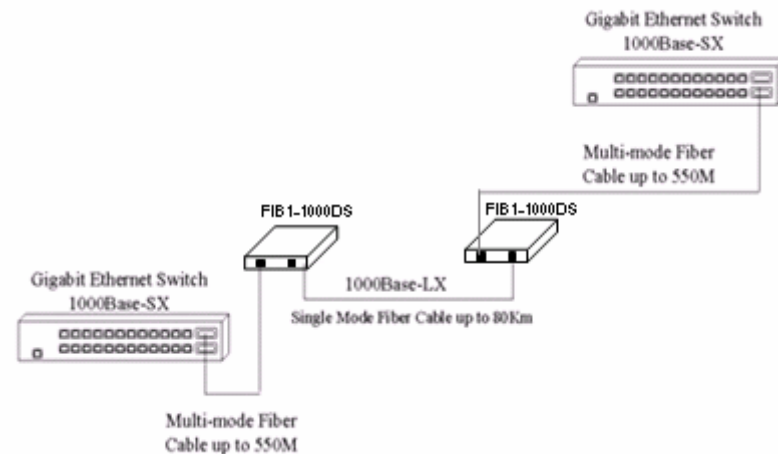 Gigabit Ethernet Switch
1000Base-SX
Multi-mode Fiber
Cable up to 550M
FIB1-1000DS
FIB1-1000DS
Gigabit Ethernet Switch
1000Base-SX
1000Base-LX
Single Mode Fiber Cable up to 80Km
Multi-mode Fiber
Cable up to 550M